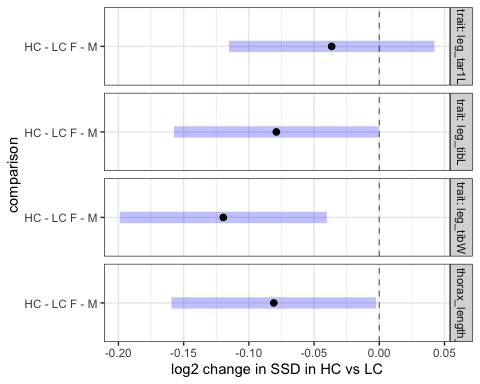 comparison
HC - LC F - M
trait: leg_tar1L
HC - LC F - M
trait: leg_tibL
HC - LC F - M
trait: leg_tibW
HC - LC F - M
thorax_length
-0.20 -0.15 -0.10 -0.05 0.00 0.05
log2 change in SSD in HC vs LC